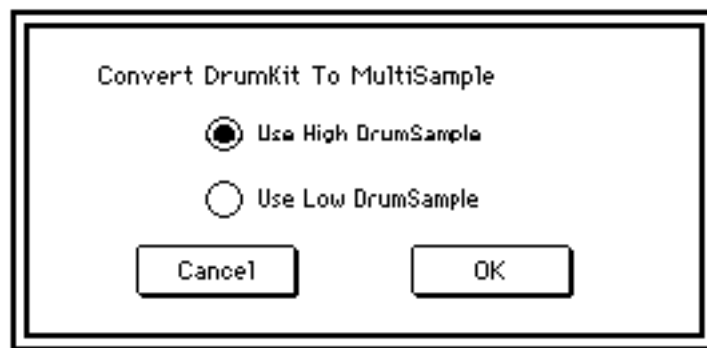 Convert DrumKit To MultiSample
Use High DrumSample
Use Low DrumSample
Cancel OK